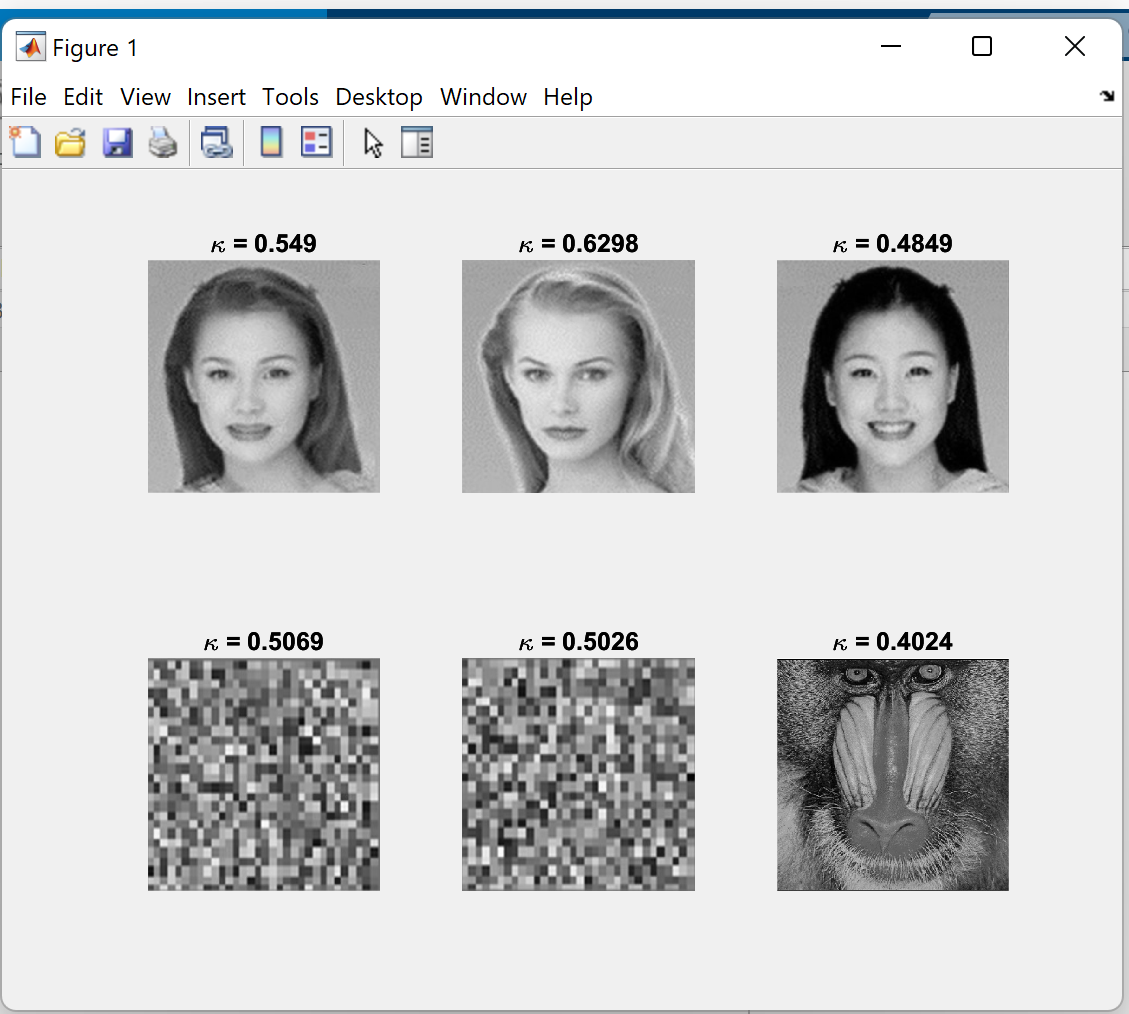 Figure 1
File Edit View Insert Tools Desktop Window Help
κ = 0.549
κ = 0.6298
κ = 0.4849
κ = 0.5069
κ = 0.5026
κ = 0.4024